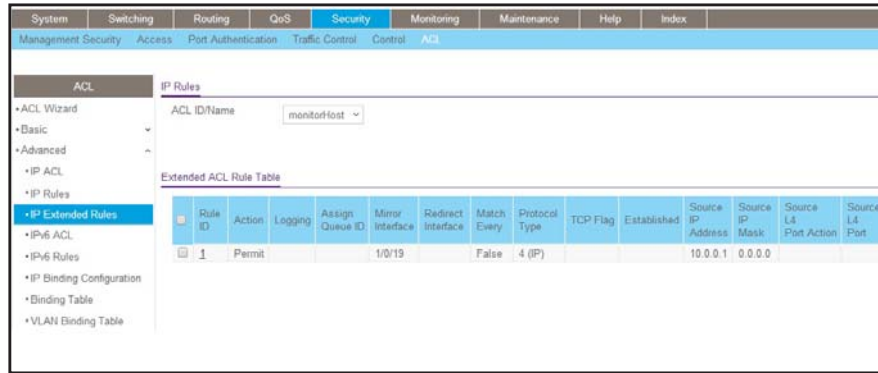 System Switching Routing QoS Security Monitoring Maintenance Help Index
Management Security Access Port Authentication Traffic Control Control ACL
ACL
ACL Wizard
Basic
Advanced
IP ACL
IP Rules
IP Extended Rules
IPv6 ACL
IPv6 Rules
IP Binding Configuration
Binding Table
VLAN Binding Table
IP Rules
ACL ID/Name monitorHost
Extended ACL Rule Table
Rule ID Action Logging Assign Queue ID Mirror Interface Redirect Interface Match Every Protocol Type TCP Flag Established Source IP Address Source IP Mask Source L4 Port Action Source L4 Port
1 Permit 1/0/19 False 4 (IP) 10.0.0.1 0.0.0.0